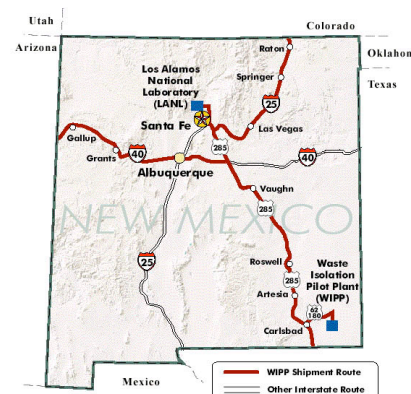 Utah
Colorado
Arizona
Oklahom
Texas
Raton
Los Alamos
National
Laboratory
(LANL)
Springer
25
Santa Fe
Las Vegas
Gallup
285
Grants
40
40
Albuquerque
Vaughn
285
NEW MEXICO
25
Roswell
Waste
Isolation
Pilot Plant
(WIPP)
285
Artesia
62
180
Carlsbad
Mexico
WIPP Shipment Route
Other Interstate Route